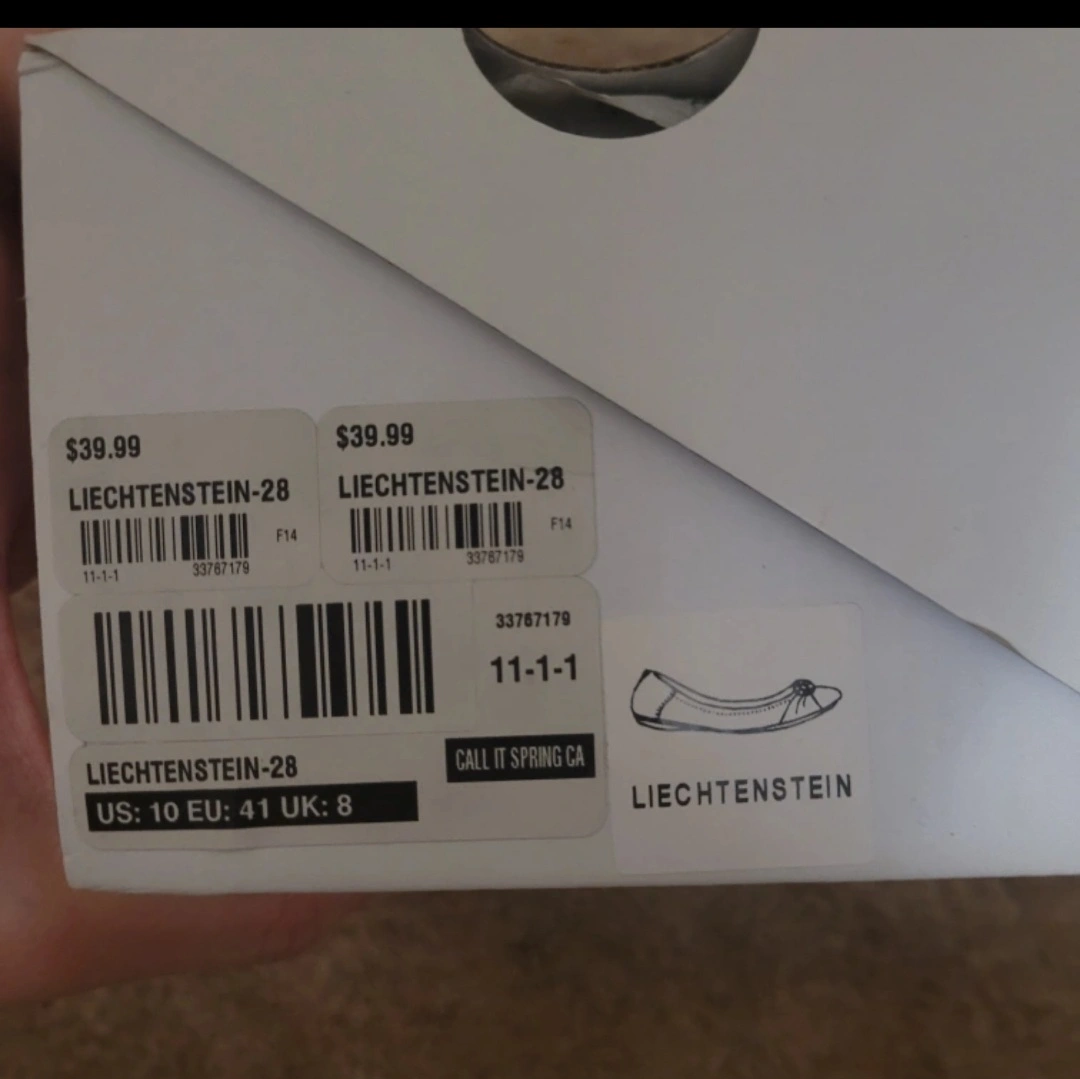 $39.99
LIECHTENSTEIN-28
F14
11-1-1 33767179
$39.99
LIECHTENSTEIN-28
F14
11-1-1 33767179
33767179
11-1-1
LIECHTENSTEIN-28
CALL IT SPRING CA
US: 10 EU: 41 UK: 8
LIECHTENSTEIN